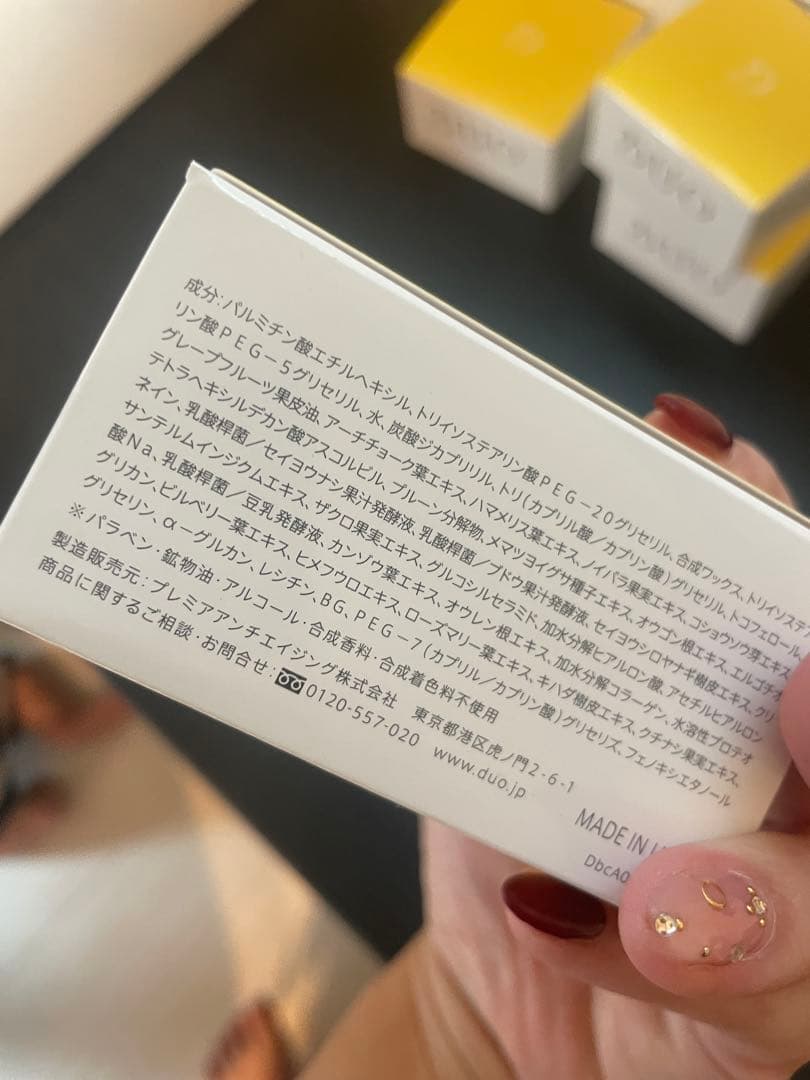 成分:パルミチン酸エチルヘキシル、トリイソステアリン酸PEG-20グリセリル、合成ワックス、トリイソステア
リン酸PEG-5グリセリル、水、炭酸ジカプリリル、トリ(カプリル酸/カプリン酸)グリセリル、トコフェロール、
グレープフルーツ果皮油、アーチチョーク葉エキス、ハマメリス葉エキス、ノイバラ果実エキス、コショウソウ芽エキス、
テトラヘキシルデカン酸アスコルビル、プルーン分解物、メマツヨイグサ種子エキス、オウゴン根エキス、エルゴチオ
ネイン、乳酸桿菌/セイヨウナシ果汁発酵液、乳酸桿菌/ブドウ果汁発酵液、セイヨウシロヤナギ樹皮エキス、クリ
サンテルムインジクムエキス、ザクロ果実エキス、グルコシルセラミド、加水分解ヒアルロン酸、アセチルヒアルロン
酸Na、乳酸桿菌/豆乳発酵液、カンゾウ葉エキス、オウレン根エキス、加水分解コラーゲン、水溶性プロテオ
グリカン、ビルベリー葉エキス、ヒメフウロエキス、ローズマリー葉エキス、キハダ樹皮エキス、クチナシ果実エキス、
グリセリン、α-グルカン、レシチン、BG、PEG-7(カプリル/カプリン酸)グリセリズ、フェノキシエタノール
※パラベン・鉱物油・アルコール・合成香料・合成着色料不使用
製造販売元:プレミアアンチエイジング株式会社 東京都港区虎ノ門2-6-1
商品に関するご相談・お問合せ:0120-557-020 www.duo.jp
MADE IN
DbcA0